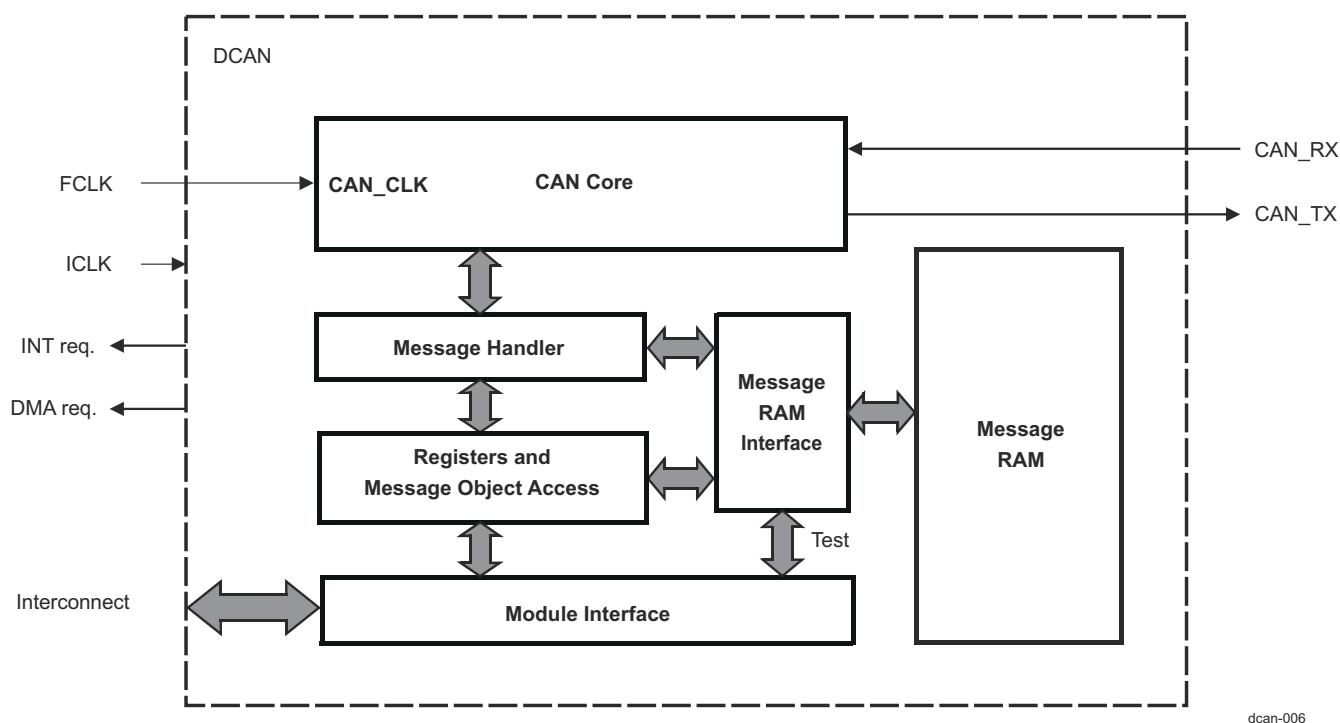 DCAN
CAN_RX
FCLK
CAN_CLK
CAN Core
CAN_TX
ICLK
INT req.
Message Handler
Message
RAM
Interface
DMA req.
Message
RAM
Registers and
Message Object Access
Test
Interconnect
Module Interface
dcan-006